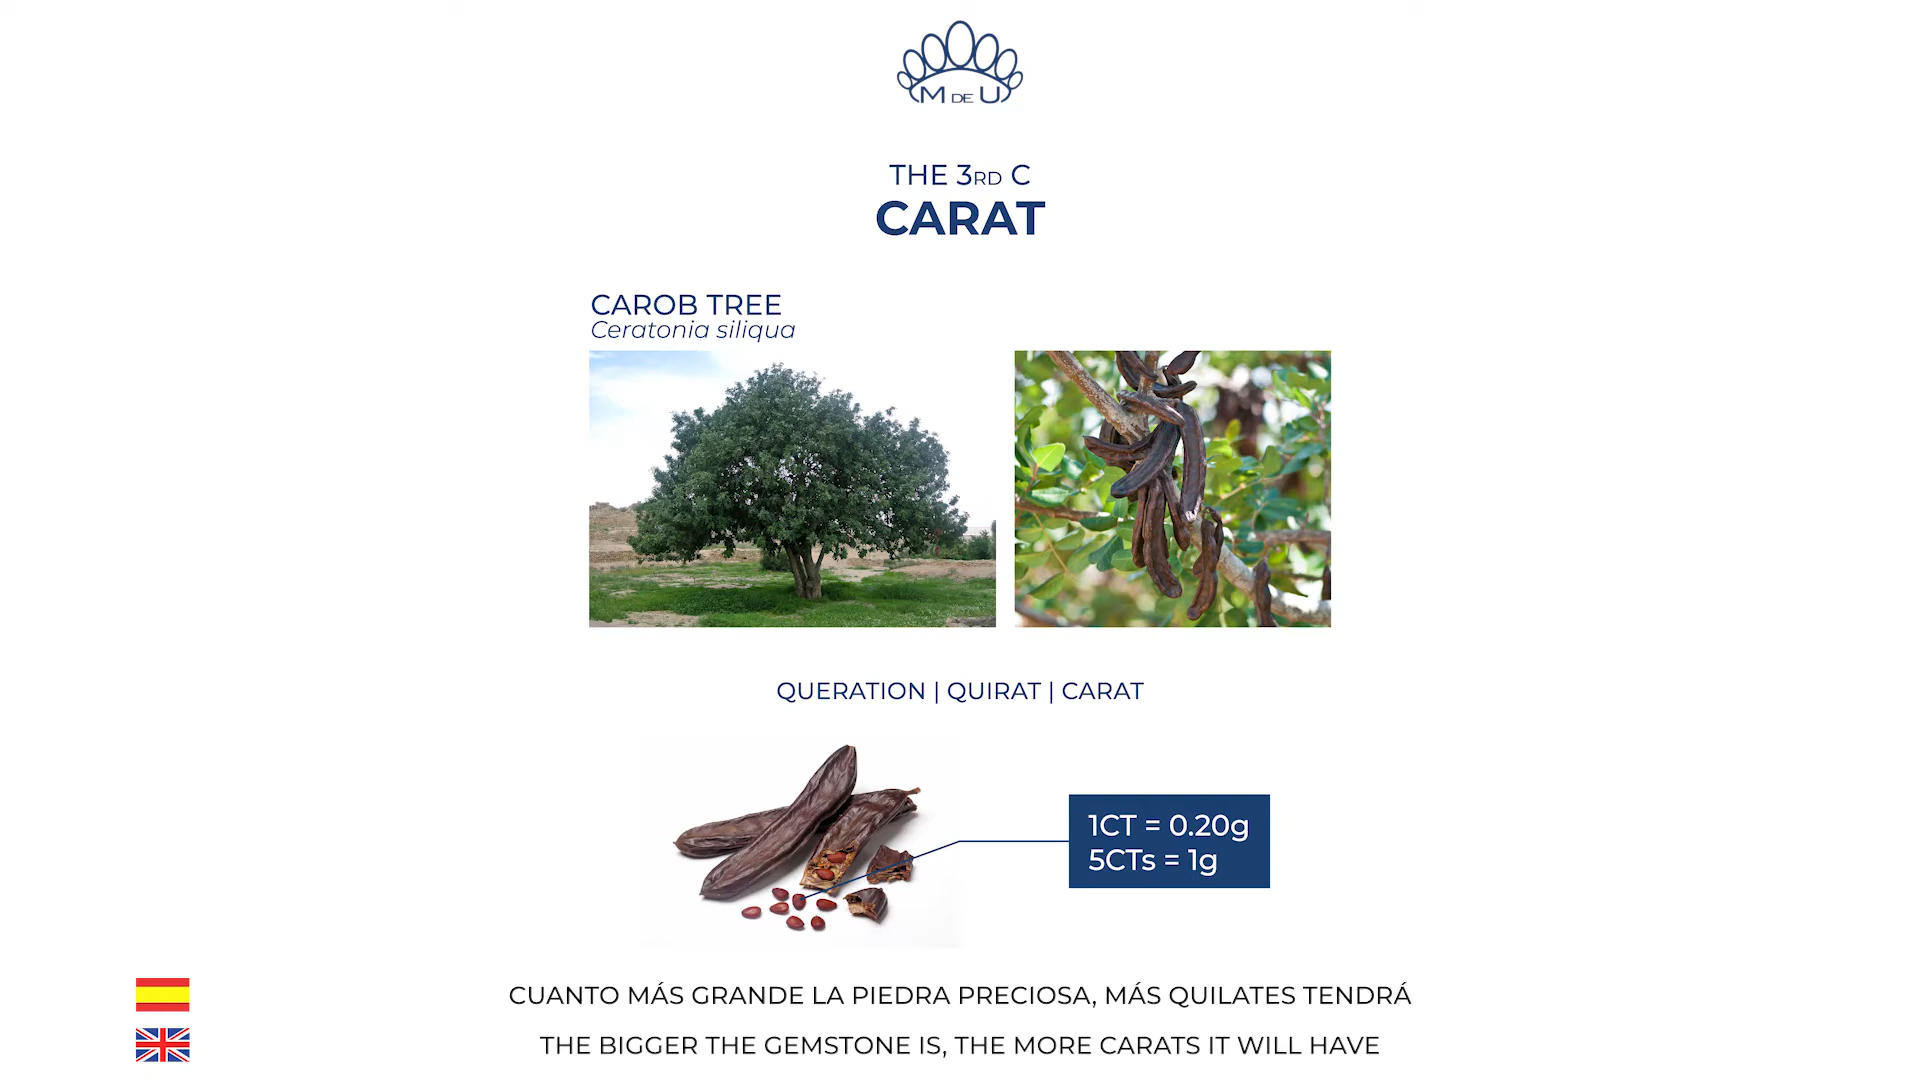 M DE U
THE 3RD C
CARAT
CAROB TREE
Ceratonia siliqua
QUERATION | QUIRAT | CARAT
1CT = 0.20g
5CTs = 1g
CUANTO MÁS GRANDE LA PIEDRA PRECIOSA, MÁS QUILATES TENDRÁ
THE BIGGER THE GEMSTONE IS, THE MORE CARATS IT WILL HAVE